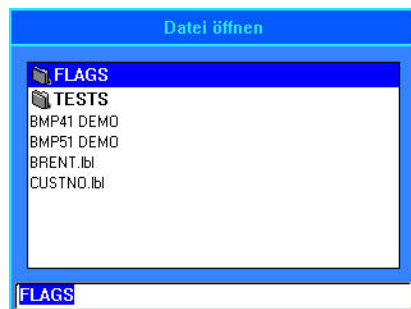 Datei öffnen
FLAGS
TESTS
BMP41 DEMO
BMP51 DEMO
BRENT.lbl
CUSTNO.lbl
FLAGS